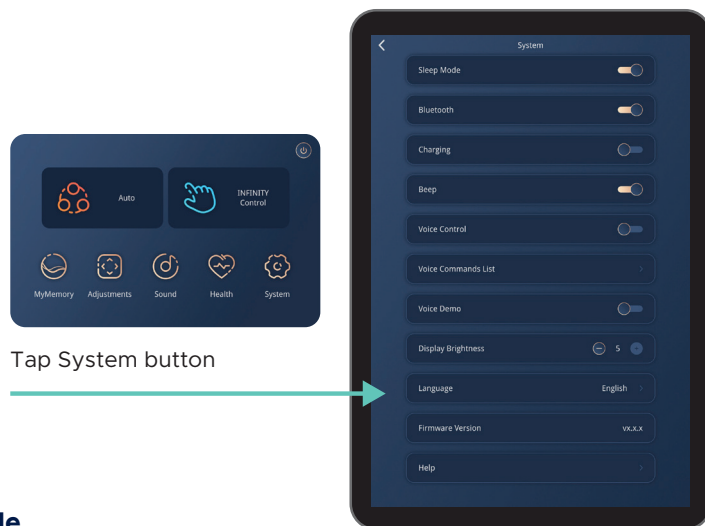 Auto
INFINITY
Control
MyMemory Adjustments Sound Health System
Tap System button
System
Sleep Mode
Bluetooth
Charging
Beep
Voice Control
Voice Commands List
Voice Demo
Display Brightness 5
Language English
Firmware Version vx.x.x
Help